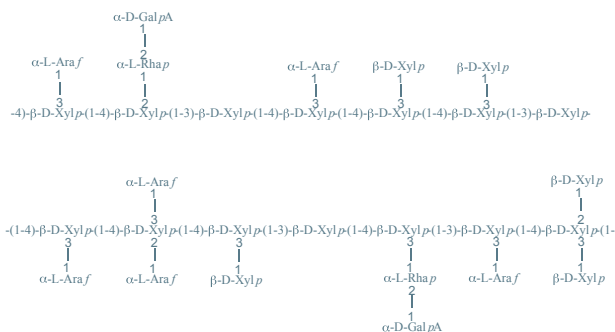 α-D-GalpA
1
2
α-L-Araf α-L-Rhap α-L-Araf β-D-Xylp β-D-Xylp
1 1 1 1 1
3 2 3 3 3
-4)-β-D-Xylp-(1-4)-β-D-Xylp-(1-3)-β-D-Xylp-(1-4)-β-D-Xylp-(1-4)-β-D-Xylp-(1-4)-β-D-Xylp-(1-3)-β-D-Xylp-
α-L-Araf β-D-Xylp
1 1
3 2
-(1-4)-β-D-Xylp-(1-4)-β-D-Xylp-(1-4)-β-D-Xylp-(1-3)-β-D-Xylp-(1-4)-β-D-Xylp-(1-3)-β-D-Xylp-(1-4)-β-D-Xylp-(1-
3 2 3 3 3 3
1 1 1 1 1 1
α-L-Araf α-L-Araf β-D-Xylp α-L-Rhap α-L-Araf β-D-Xylp
2
1
α-D-GalpA